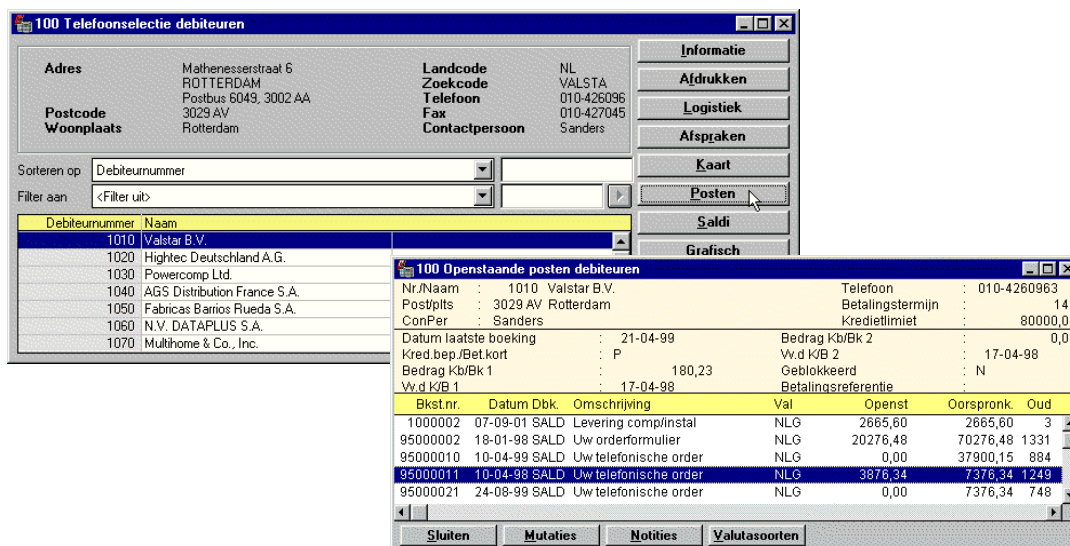 100 Telefoonselectie debiteuren
Adres Mathenesserstraat 6 Landcode NL
ROTTERDAM Zoekcode VALSTA
Postbus 6049, 3002 AA Telefoon 010-426096
Postcode 3029 AV Fax 010-427045
Woonplaats Rotterdam Contactpersoon Sanders
Sorteren op Debiteurnummer
Filter aan <Filter uit>
Debiteurnummer Naam
1010 Valstar B.V.
1020 Hightec Deutschland A.G.
1030 Powercomp Ltd.
1040 AGS Distribution France S.A.
1050 Fabricas Barrios Rueda S.A.
1060 N.V. DATAPLUS S.A.
1070 Multihome & Co., Inc.
Informatie
Afdrukken
Logistiek
Afspraken
Kaart
Posten
Saldi
Grafisch
100 Openstaande posten debiteuren
Nr./Naam : 1010 Valstar B.V. Telefoon : 010-4260963
Post/plts : 3029 AV Rotterdam Betalingstermijn : 14
ConPer : Sanders Kredietlimiet : 80000,0
Datum laatste boeking : 21-04-99 Bedrag Kb/Bk 2 : 0,0
Kred.bep./Bet.kort : P W.d K/B 2 : 17-04-98
Bedrag Kb/Bk 1 : 180,23 Geblokkeerd : N
W.d K/B 1 : 17-04-98 Betalingsreferentie :
Bkst.nr. Datum Dbk. Omschrijving Val Openst Oorspronk. Oud
1000002 07-09-01 SALD Levering comp/instal NLG 2665,60 2665,60 3
95000002 18-01-98 SALD Uw orderformulier NLG 20276,48 70276,48 1331
95000010 10-04-99 SALD Uw telefonische order NLG 0,00 37900,15 884
95000011 10-04-98 SALD Uw telefonische order NLG 3876,34 7376,34 1249
95000021 24-08-99 SALD Uw telefonische order NLG 0,00 7376,34 748
Sluiten Mutaties Notities Valutasoorten